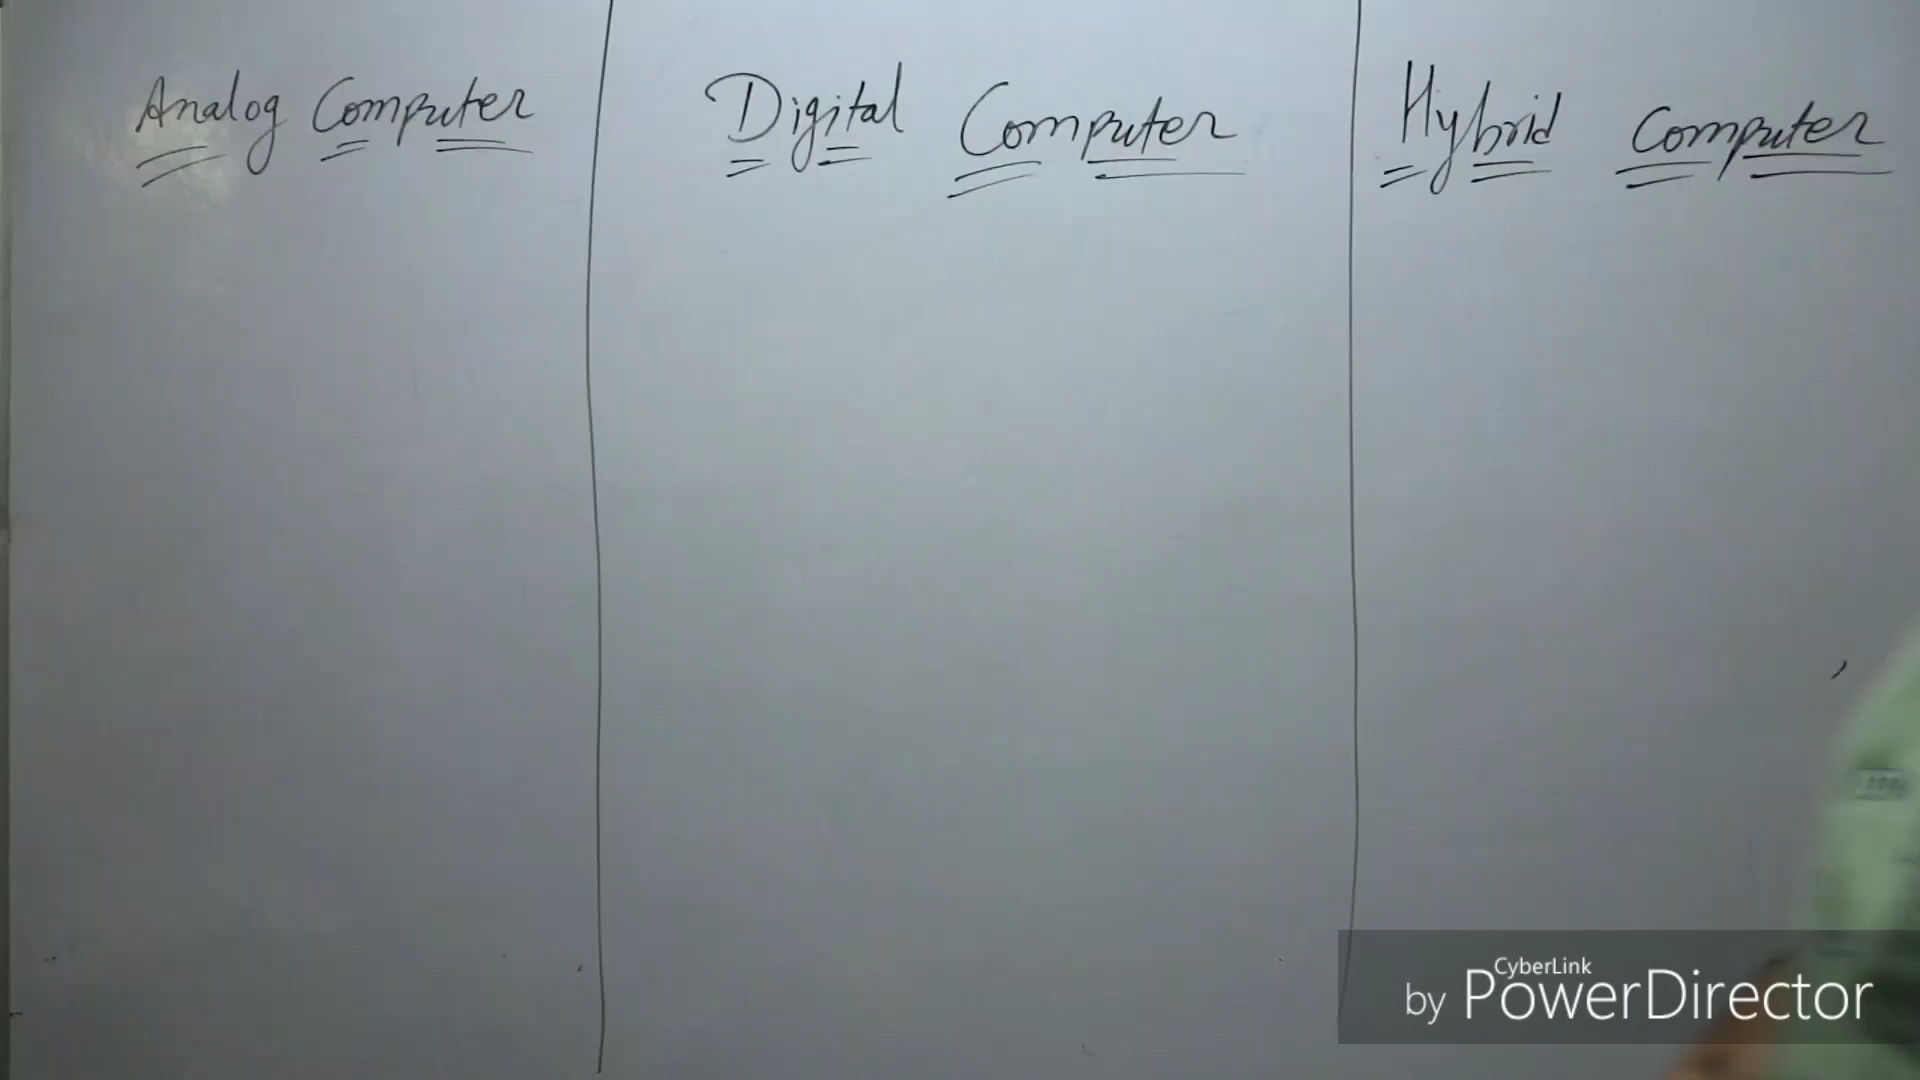 Analog Computer
Digital Computer
Hybrid Computer
CyberLink
by PowerDirector